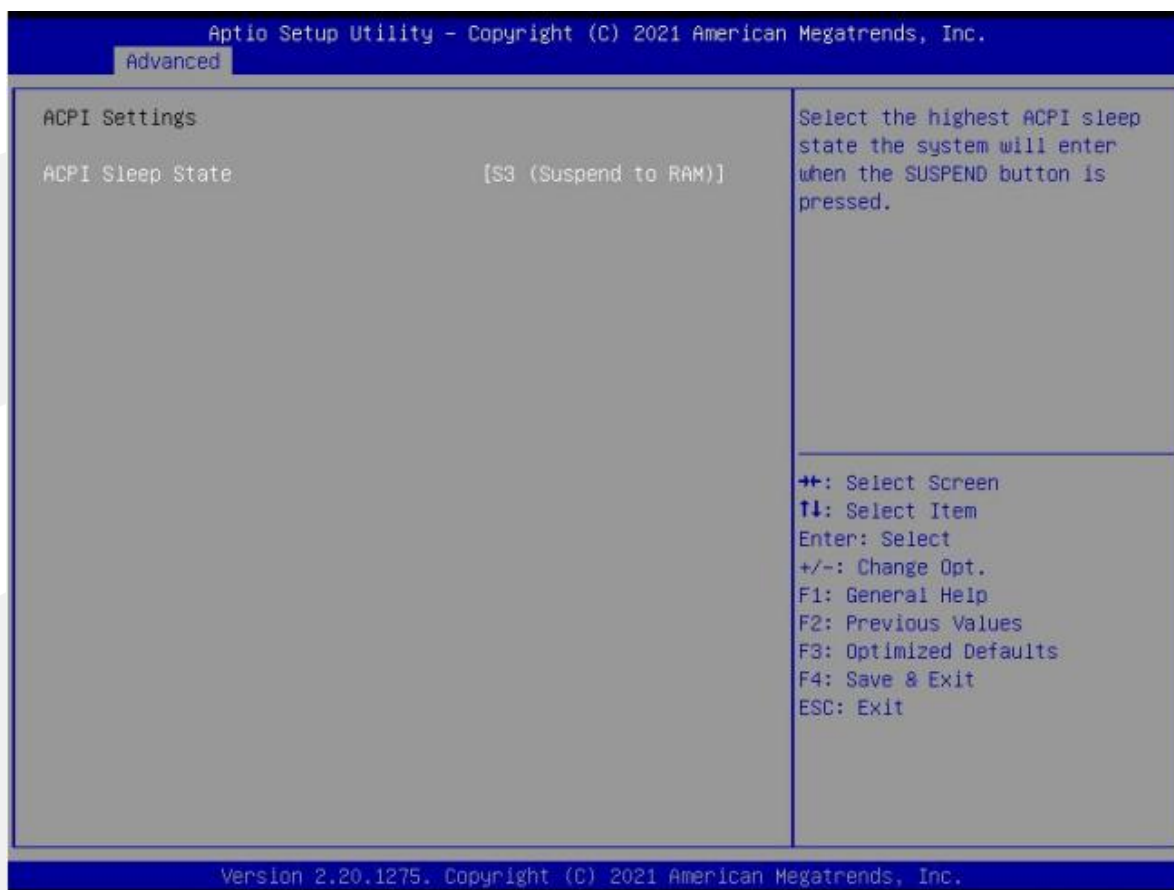 Aptio Setup Utility – Copyright (C) 2021 American Megatrends, Inc.
Advanced
ACPI Settings
ACPI Sleep State [S3 (Suspend to RAM)]
Select the highest ACPI sleep
state the system will enter
when the SUSPEND button is
pressed.
→←: Select Screen
↑↓: Select Item
Enter: Select
+/-: Change Opt.
F1: General Help
F2: Previous Values
F3: Optimized Defaults
F4: Save & Exit
ESC: Exit
Version 2.20.1275. Copyright (C) 2021 American Megatrends, Inc.